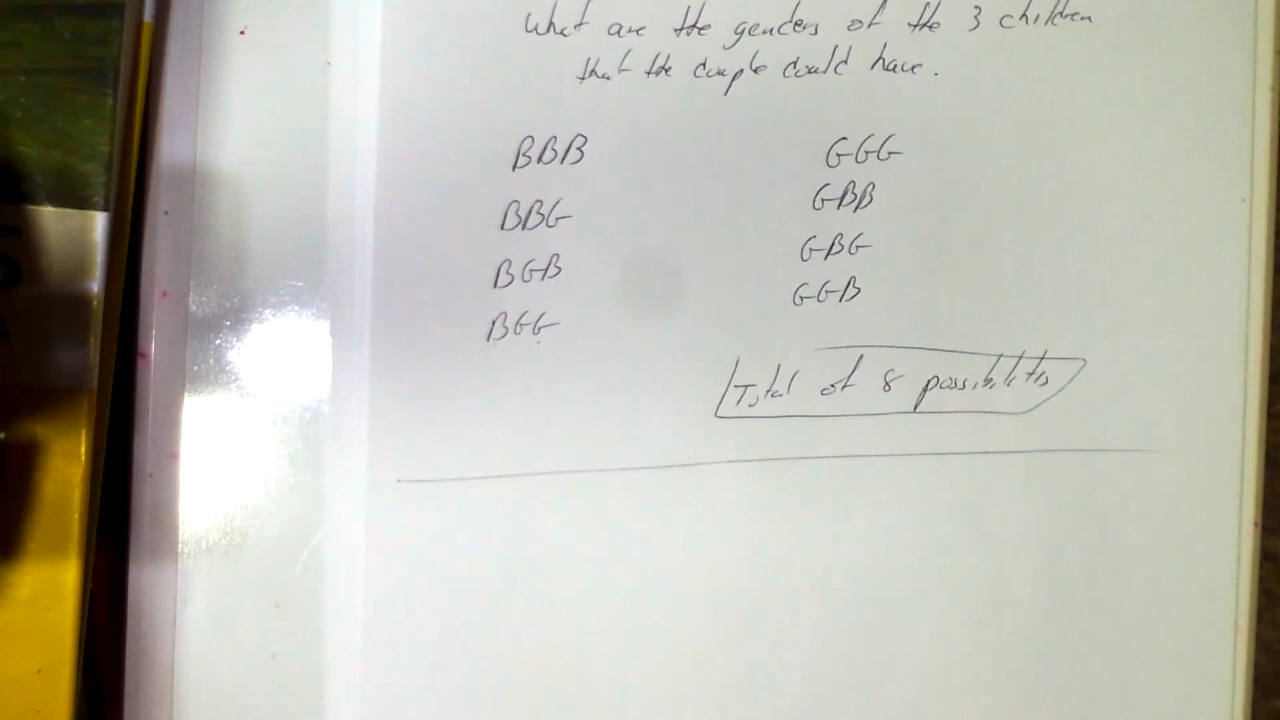 What are the genders of the 3 children
that the couple could have.
BBB
BBG
BGB
BGG
GGG
GBB
GBG
GGB
Total of 8 possibilities